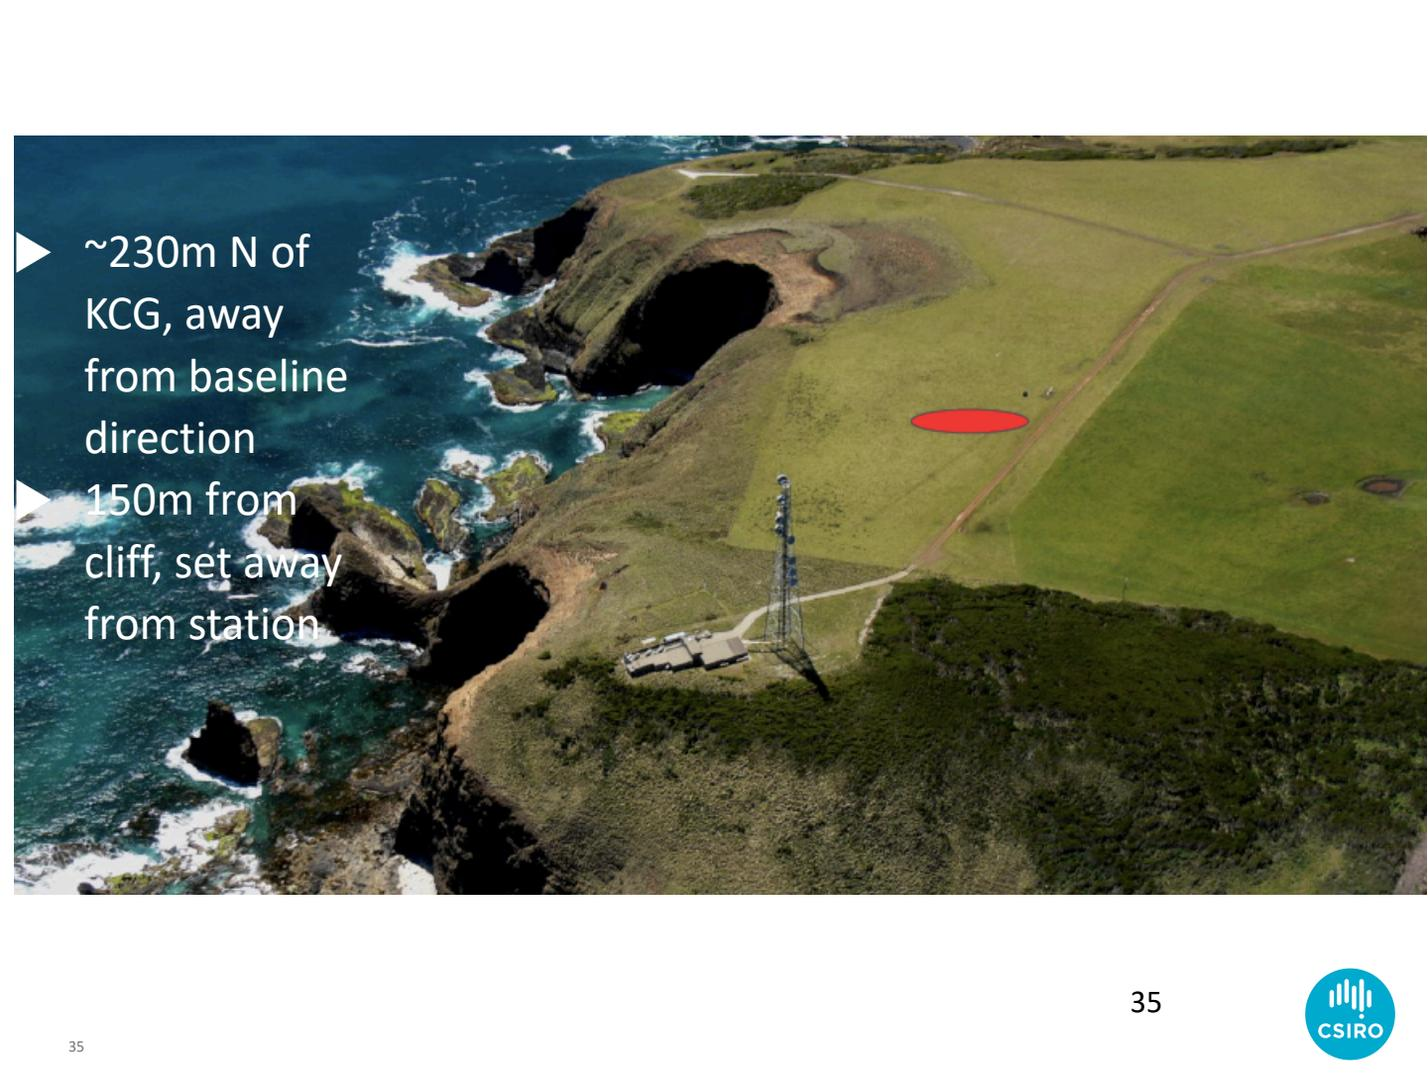 ~230m N of
KCG, away
from baseline
direction
150m from
cliff, set away
from station
35
CSIRO
35